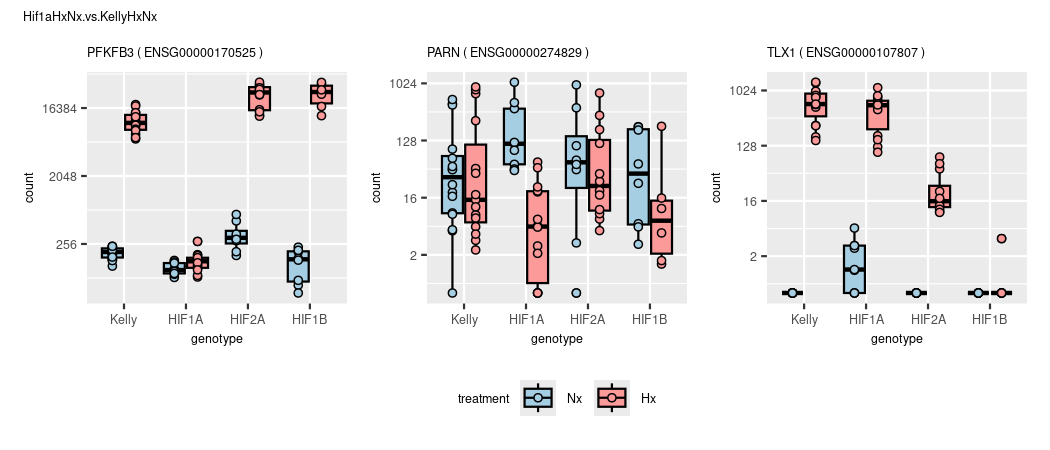 Hif1aHxNx.vs.KellyHxNx
PFKFB3 ( ENSG00000170525 )
PARN ( ENSG00000274829 )
TLX1 ( ENSG00000107807 )
count
16384
2048
256
Kelly
HIF1A
HIF2A
HIF1B
genotype
count
1024
128
16
2
Kelly
HIF1A
HIF2A
HIF1B
genotype
count
1024
128
16
2
Kelly
HIF1A
HIF2A
HIF1B
genotype
treatment
Nx
Hx